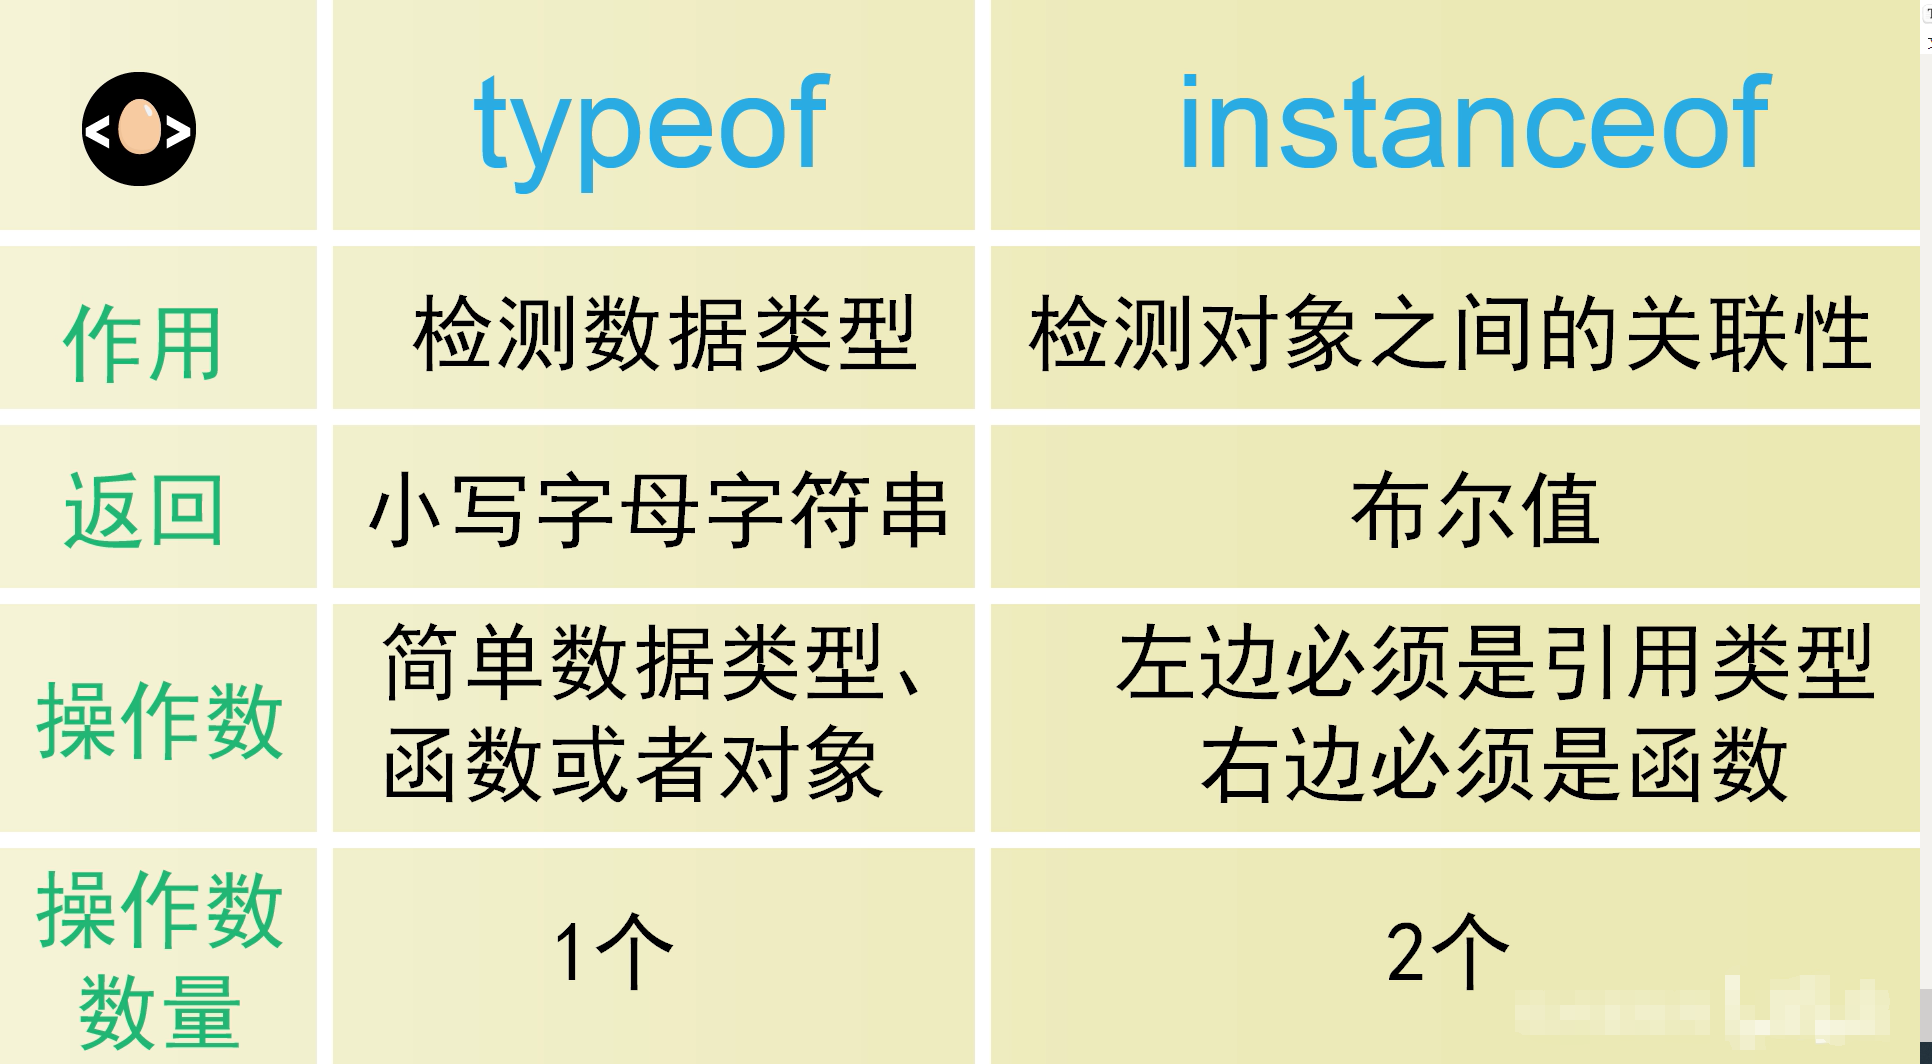 typeof
instanceof
作用
检测数据类型
检测对象之间的关联性
返回
小写字母字符串
布尔值
操作数
简单数据类型、
函数或者对象
左边必须是引用类型
右边必须是函数
操作数
数量
1个
2个